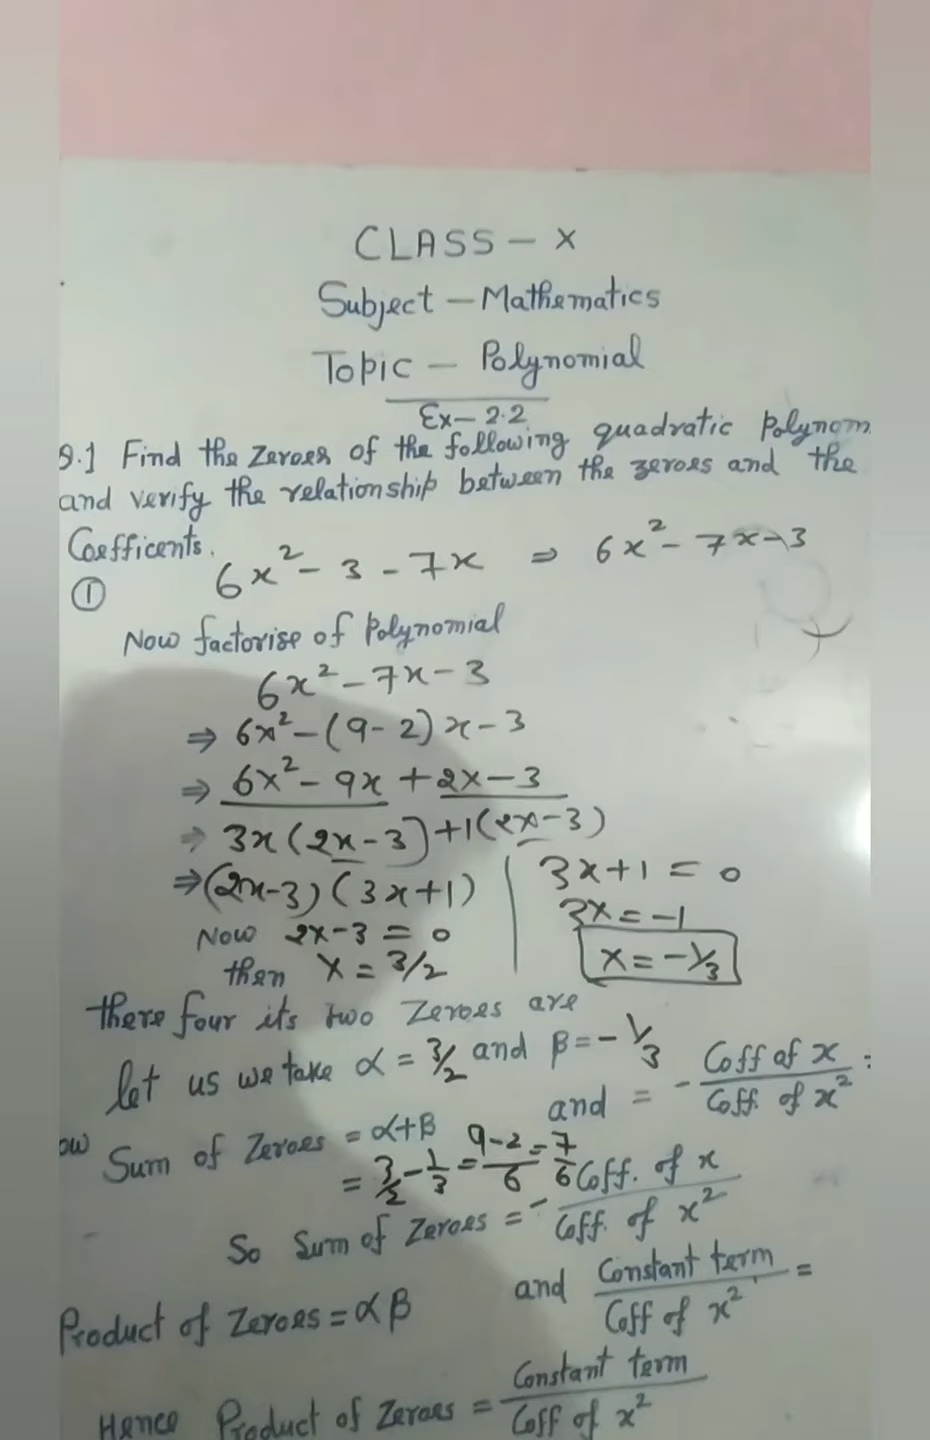 CLASS - X
Subject - Mathematics
Topic - Polynomial
Ex- 2.2
Q.1 Find the zeroes of the following quadratic Polynom
and verify the relationship between the zeroes and the
Coefficents.
① 6x² - 3 - 7x ⇒ 6x² - 7x - 3
Now factorise of Polynomial
6x² - 7x - 3
⇒ 6x² - (9 - 2) x - 3
⇒ 6x² - 9x + 2x - 3
⇒ 3x (2x - 3) + 1 (2x - 3)
⇒ (2x - 3) (3x + 1)
Now 2x - 3 = 0
then x = 3/2
3x + 1 = 0
3x = -1
x = -1/3
there four its two Zeroes are
let us we take α = 3/2 and β = -1/3
ow Sum of Zeroes = α+β and = - Coff of x / Coff. of x² =
= 3/2 - 1/3 = 9-2/6 = 7/6
So Sum of Zeroes = - Coff. of x / Coff. of x²
Product of Zeroes = αβ and Constant term / Coff of x² =
Hence Product of Zeroes = Constant term / Coff of x²